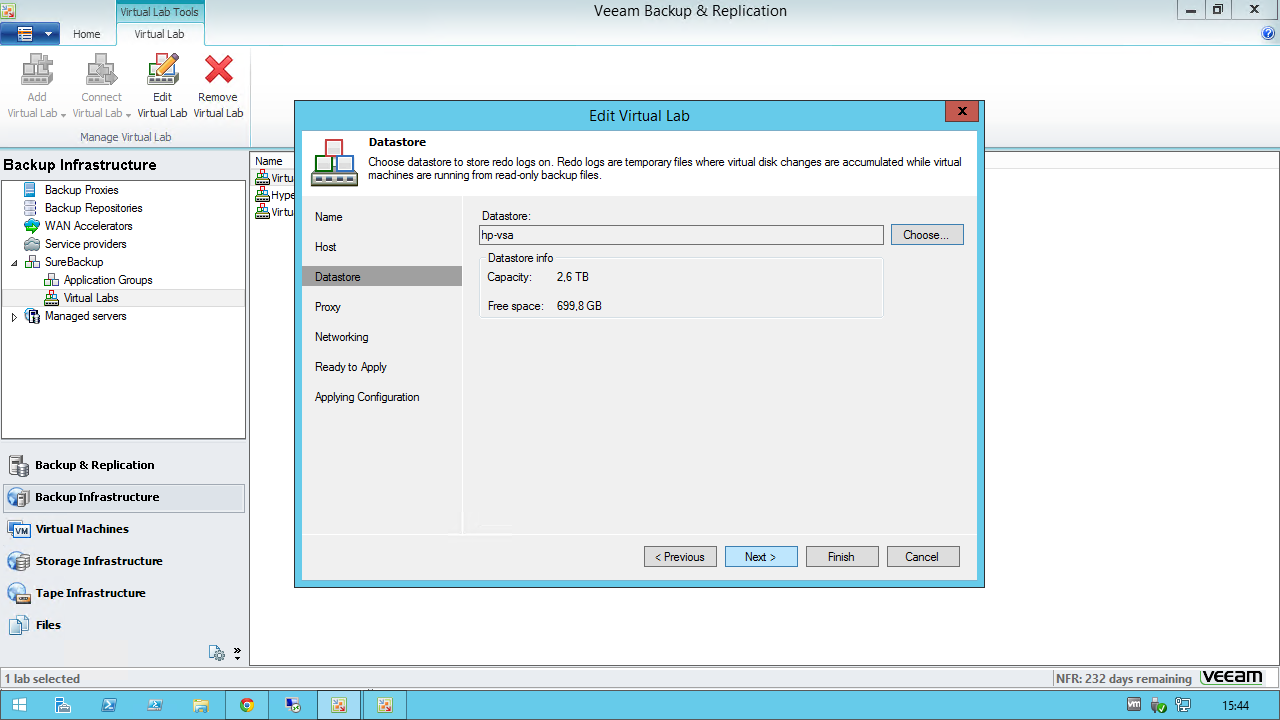 Virtual Lab Tools
Veeam Backup & Replication
Home
Virtual Lab
Add
Virtual Lab
Connect
Virtual Lab
Edit
Virtual Lab
Remove
Virtual Lab
Manage Virtual Lab
Backup Infrastructure
Backup Proxies
Backup Repositories
WAN Accelerators
Service providers
SureBackup
Application Groups
Virtual Labs
Managed servers
Backup & Replication
Backup Infrastructure
Virtual Machines
Storage Infrastructure
Tape Infrastructure
Files
Name
Virtu
Hype
Virtu
Edit Virtual Lab
Datastore
Choose datastore to store redo logs on. Redo logs are temporary files where virtual disk changes are accumulated while virtual
machines are running from read-only backup files.
Name
Host
Datastore
Proxy
Networking
Ready to Apply
Applying Configuration
Datastore:
hp-vsa
Choose...
Datastore info
Capacity: 2,6 TB
Free space: 699,8 GB
< Previous
Next >
Finish
Cancel
1 lab selected
NFR: 232 days remaining
veeam
15:44